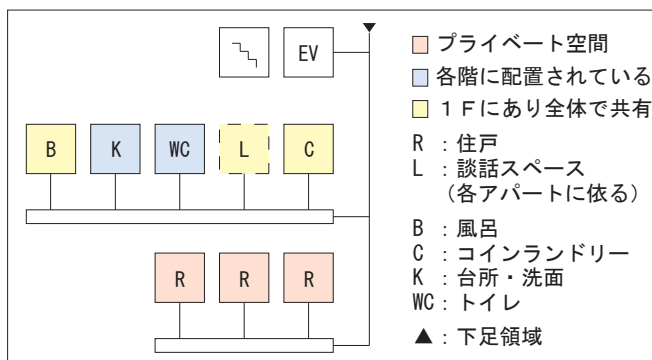 EV
B K WC L C
R R R
プライベート空間
各階に配置されている
１Ｆにあり全体で共有
R ：住戸
L ：談話スペース
（各アパートに依る）
B ：風呂
C ：コインランドリー
K ：台所・洗面
WC：トイレ
▲：下足領域